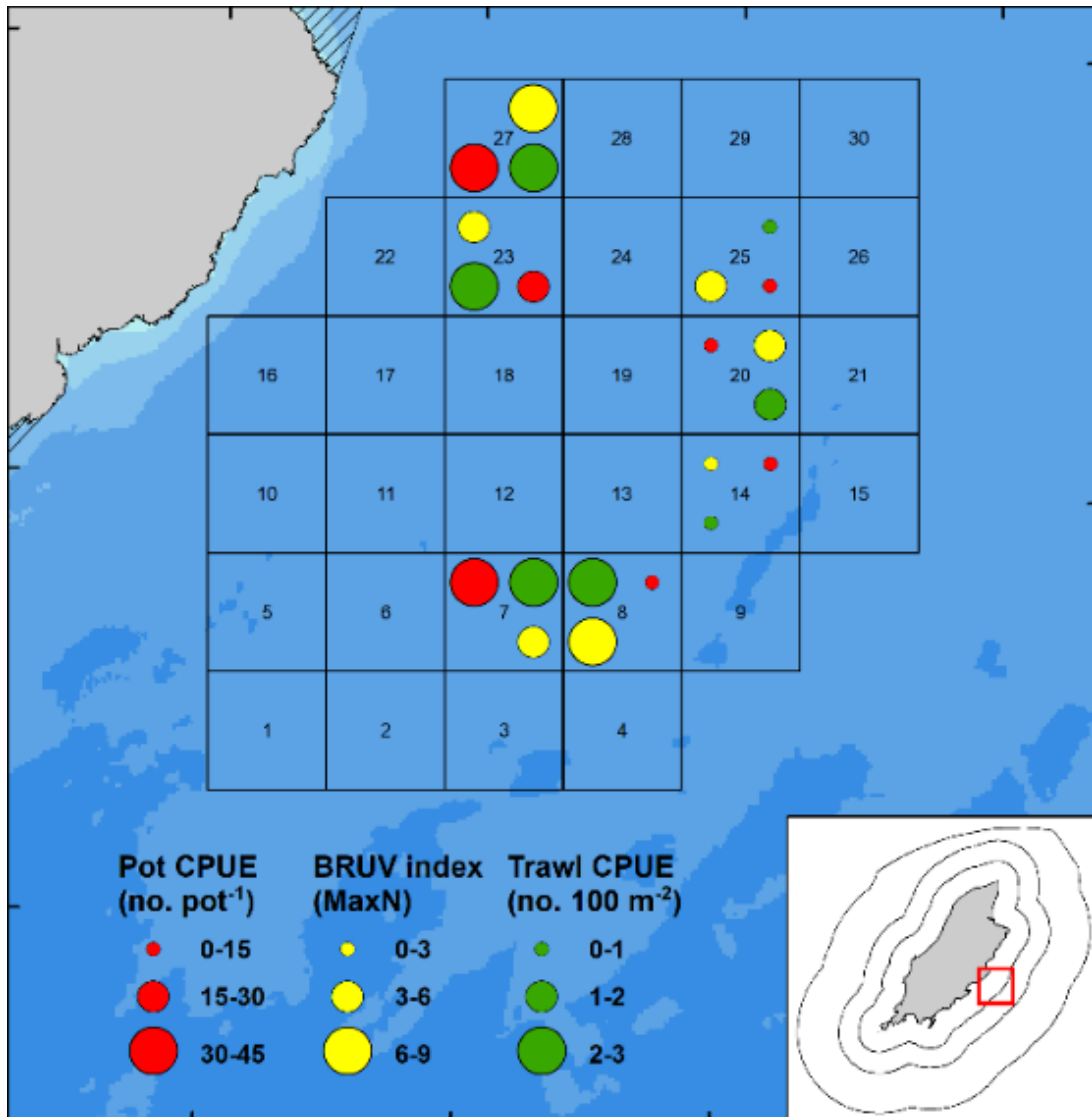 27 28 29 30
22 23 24 25 26
16 17 18 19 20 21
10 11 12 13 14 15
5 6 7 8 9
1 2 3 4
Pot CPUE BRUV index Trawl CPUE
(no. pot⁻¹) (MaxN) (no. 100 m⁻²)
0-15 0-3 0-1
15-30 3-6 1-2
30-45 6-9 2-3